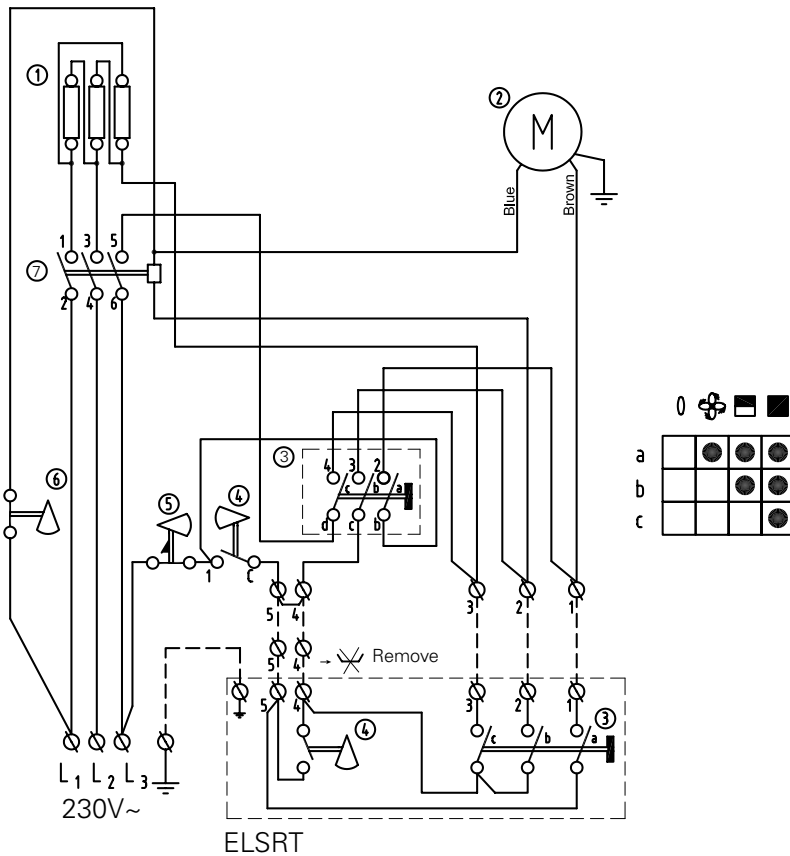 1
2
M
Blue
Brown
1 3 5
7
2 4 6
3
4 3 2
c b a
d c b
6
5
4
1 C
a
b
c
5 4
3 2 1
5 4
→ Remove
5 4 3 2 1
3
4
c b a
L1 L2 L3
230V~
ELSRT